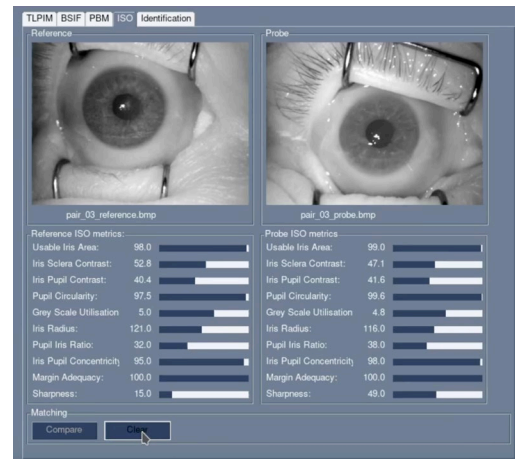 TLPIM BSIF PBM ISO Identification
Reference
pair_03_reference.bmp
Reference ISO metrics:
Usable Iris Area: 98.0
Iris Sclera Contrast: 52.8
Iris Pupil Contrast: 40.4
Pupil Circularity: 97.5
Grey Scale Utilisation 5.0
Iris Radius: 121.0
Pupil Iris Ratio: 32.0
Iris Pupil Concentricity 95.0
Margin Adequacy: 100.0
Sharpness: 15.0
Probe
pair_03_probe.bmp
Probe ISO metrics
Usable Iris Area: 99.0
Iris Sclera Contrast: 47.1
Iris Pupil Contrast: 41.6
Pupil Circularity: 99.6
Grey Scale Utilisation 4.8
Iris Radius: 116.0
Pupil Iris Ratio: 38.0
Iris Pupil Concentricity 98.0
Margin Adequacy: 100.0
Sharpness: 49.0
Matching
Compare Clear